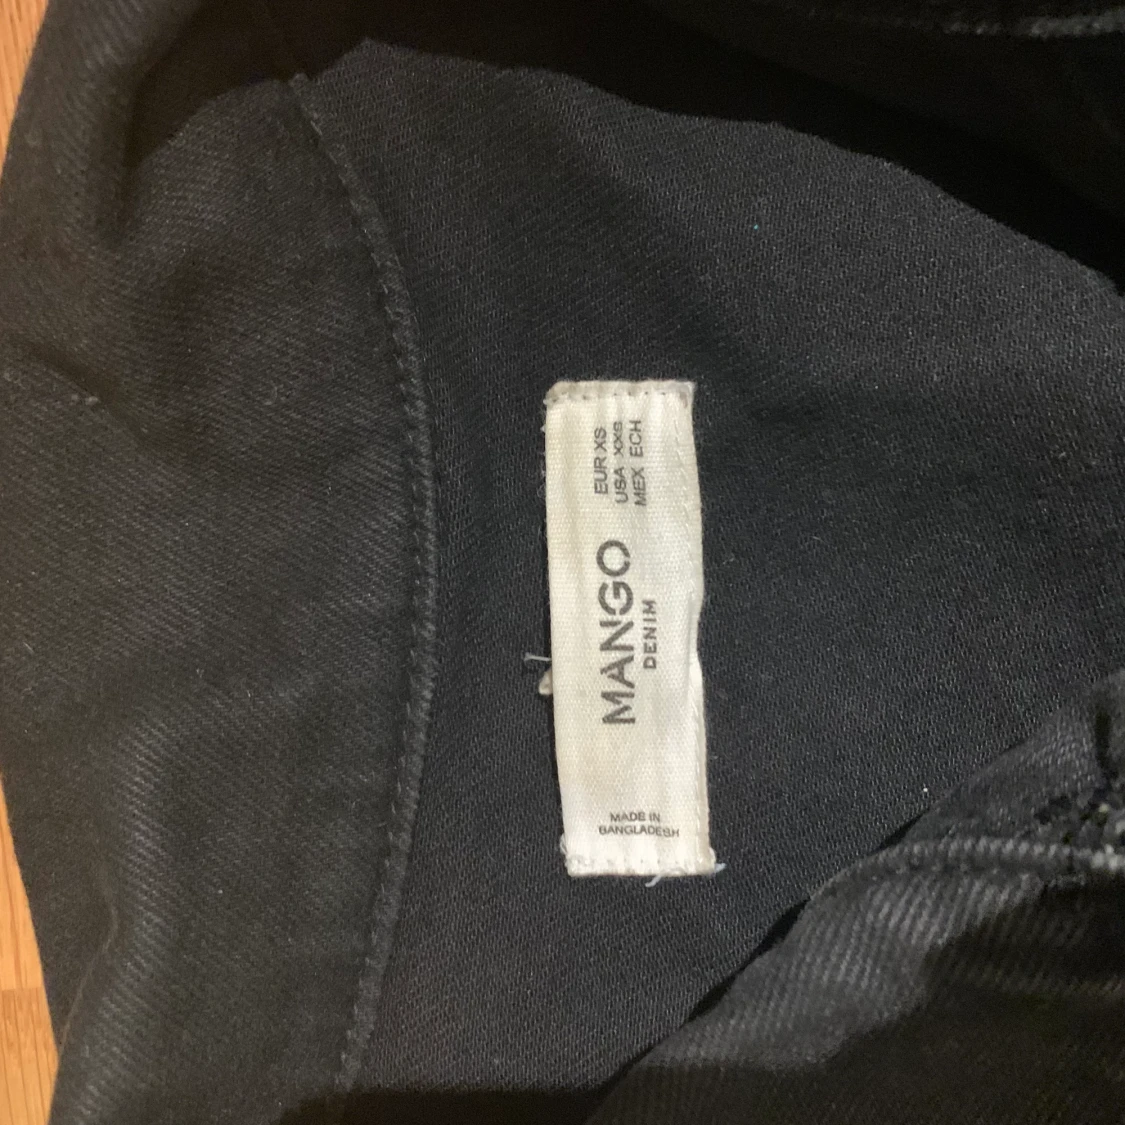 MANGO
DENIM
EUR XS
USA XXS
MEX ECH
MADE IN
BANGLADESH